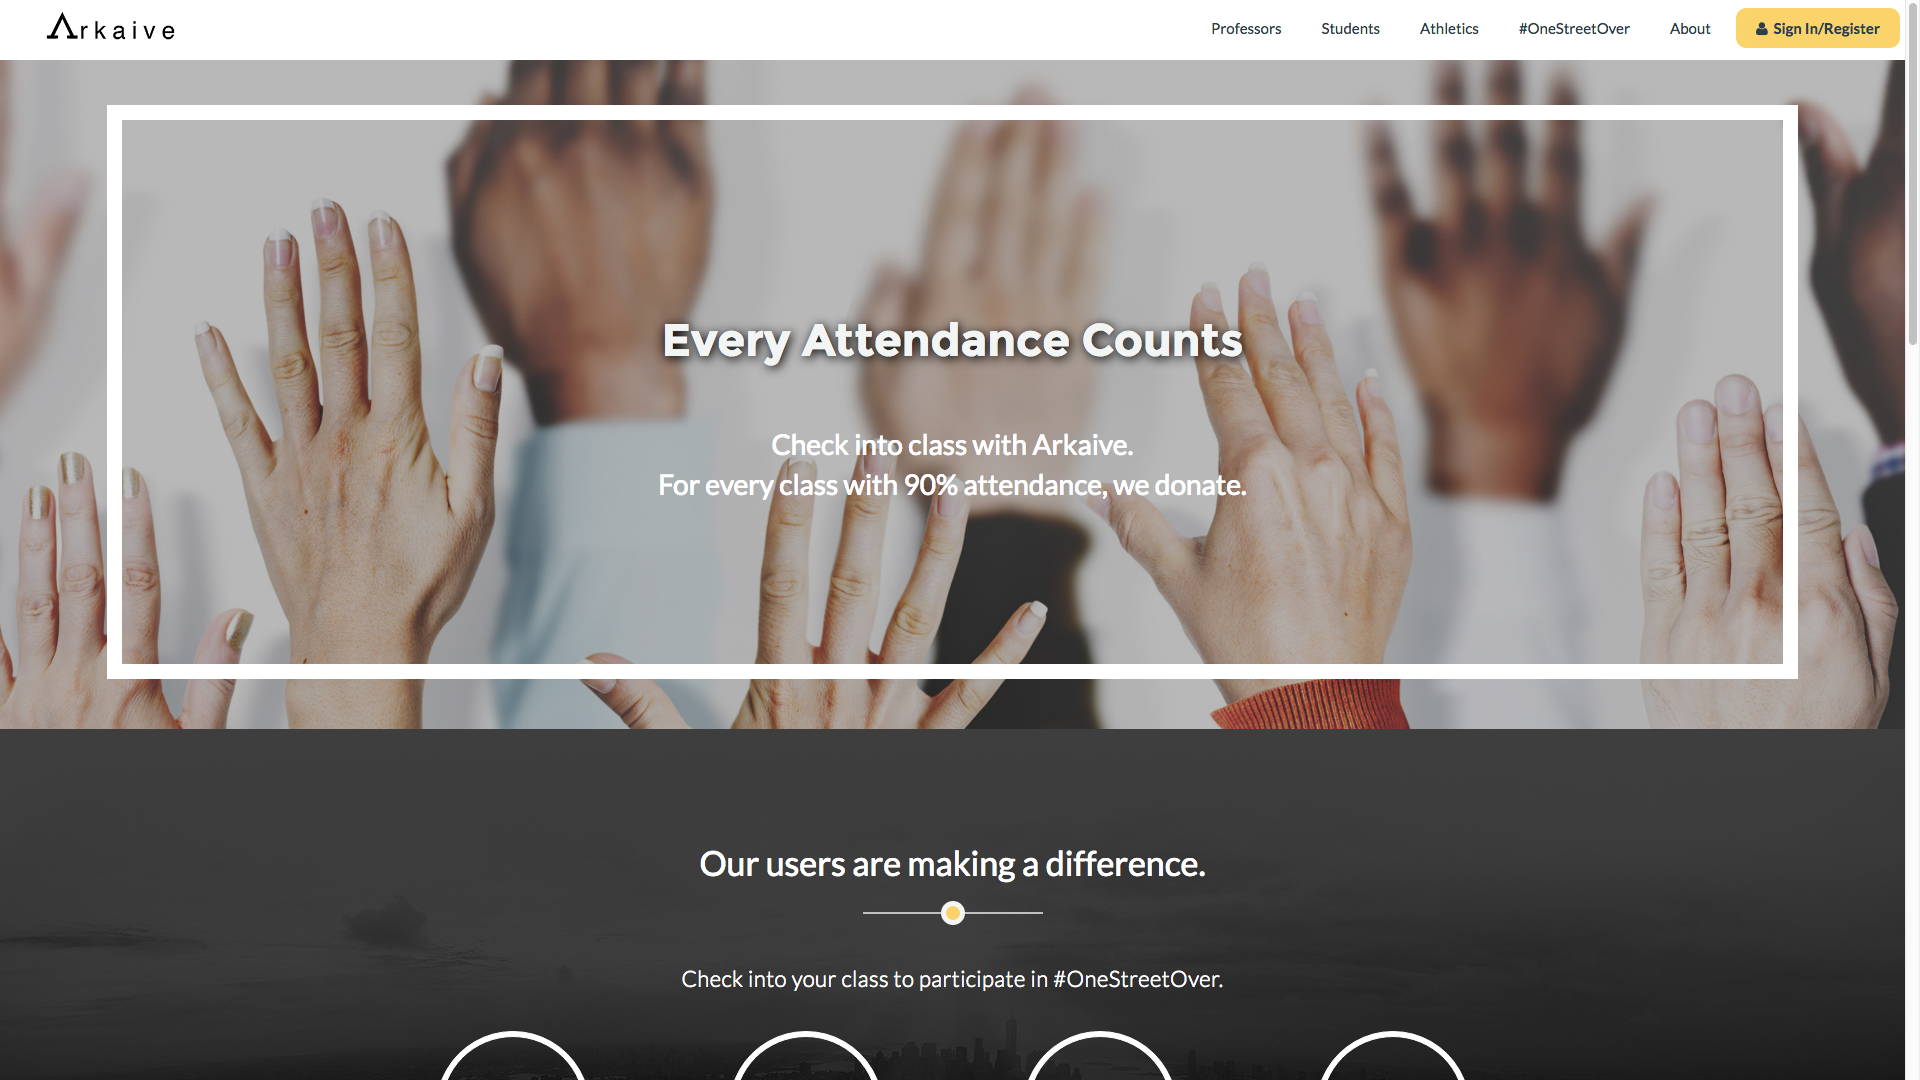 Arkaive
Professors
Students
Athletics
#OneStreetOver
About
Sign In/Register
Every Attendance Counts
Check into class with Arkaive.
For every class with 90% attendance, we donate.
Our users are making a difference.
Check into your class to participate in #OneStreetOver.